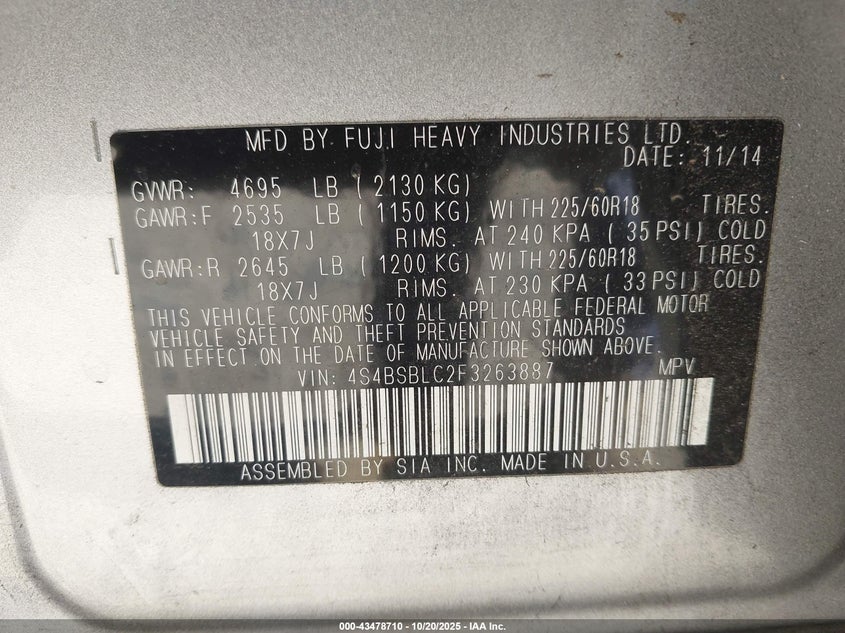 MFD BY FUJI HEAVY INDUSTRIES LTD.
DATE: 11/14
GVWR: 4695 LB ( 2130 KG)
GAWR:F 2535 LB ( 1150 KG) WITH 225/60R18 TIRES.
18X7J RIMS. AT 240 KPA ( 35 PSI) COLD
GAWR:R 2645 LB ( 1200 KG) WITH 225/60R18 TIRES.
18X7J RIMS. AT 230 KPA ( 33 PSI) COLD
THIS VEHICLE CONFORMS TO ALL APPLICABLE FEDERAL MOTOR
VEHICLE SAFETY AND THEFT PREVENTION STANDARDS
IN EFFECT ON THE DATE OF MANUFACTURE SHOWN ABOVE.
VIN: 4S4BSBLC2F3263887 MPV
ASSEMBLED BY SIA INC. MADE IN U.S.A.
000-43478710 - 10/20/2025 - IAA Inc.